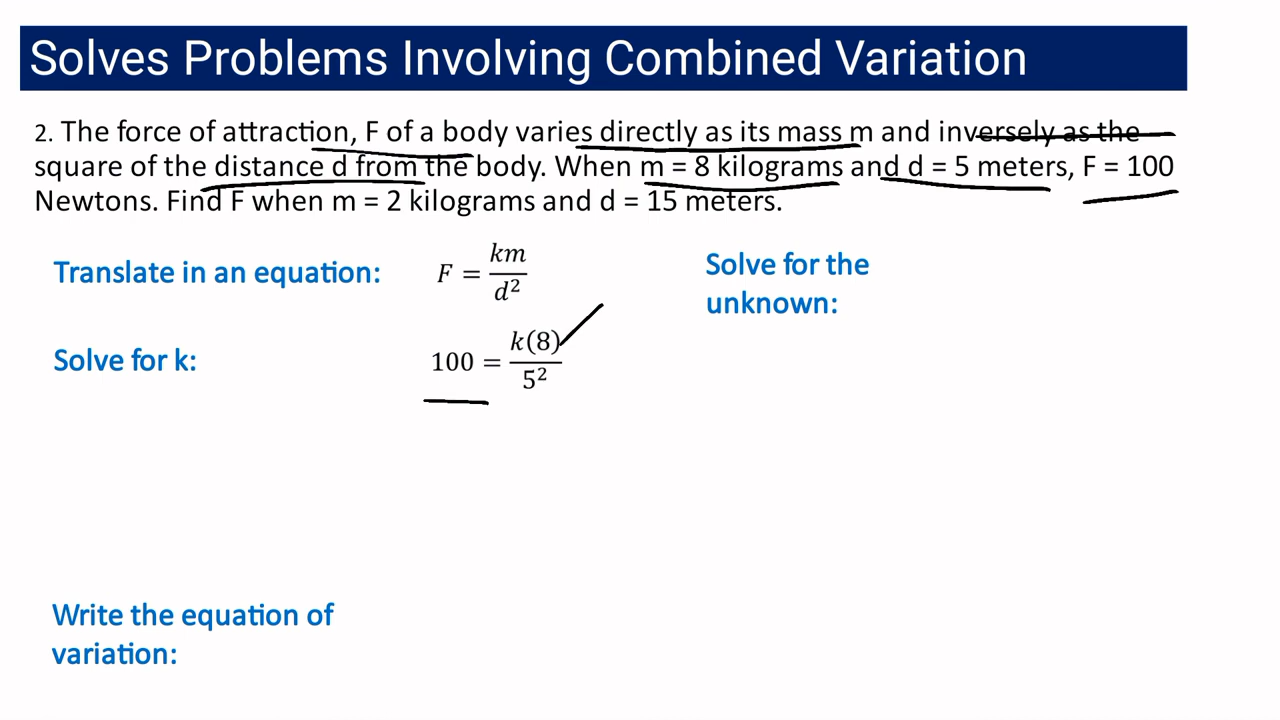 Solves Problems Involving Combined Variation
2. The force of attraction, F of a body varies directly as its mass m and inversely as the
square of the distance d from the body. When m = 8 kilograms and d = 5 meters, F = 100
Newtons. Find F when m = 2 kilograms and d = 15 meters.
Translate in an equation: F = km/d²
Solve for k: 100 = k(8)/5²
Write the equation of
variation:
Solve for the
unknown: